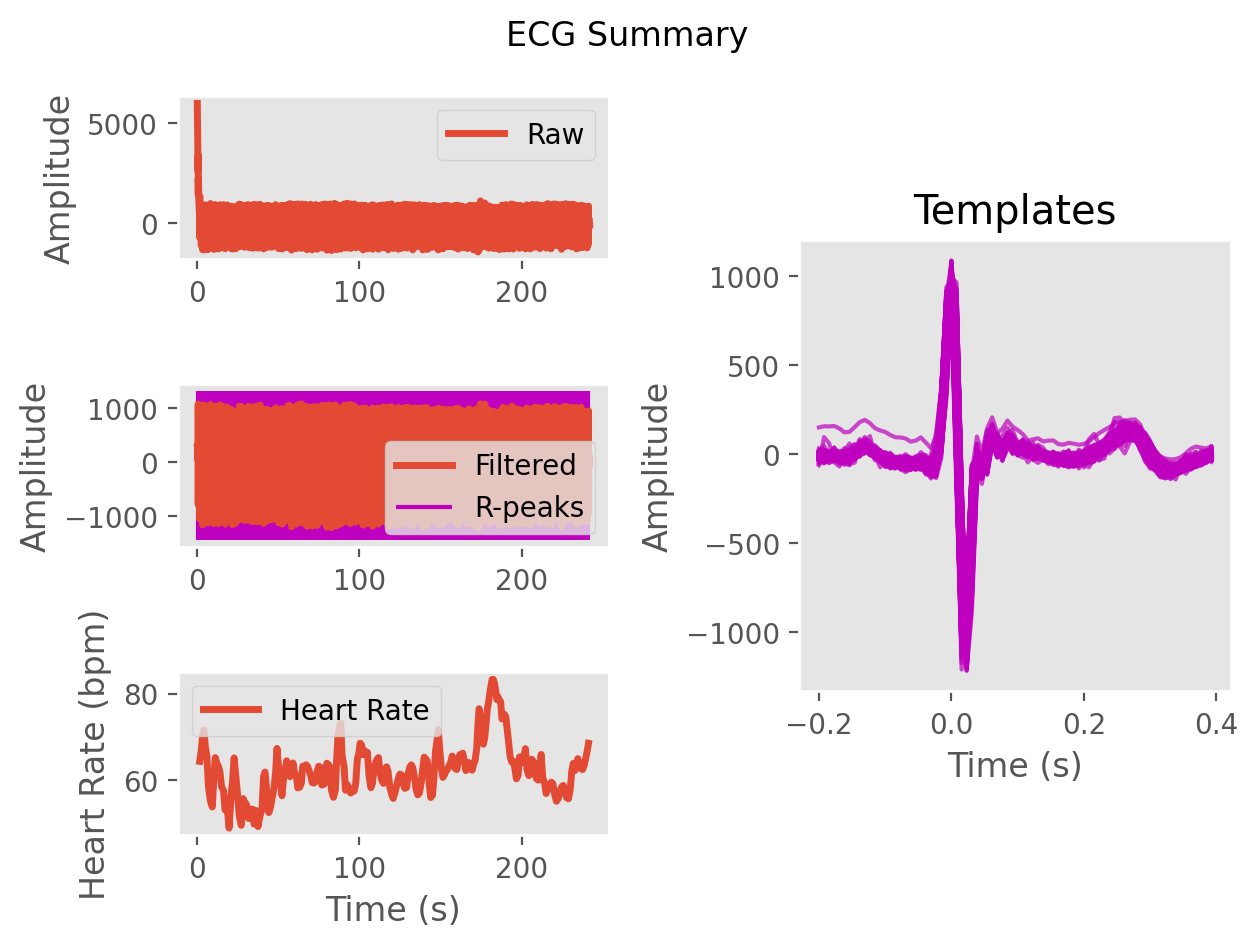 ECG Summary
Amplitude
5000
0
Raw
0
100
200
Amplitude
1000
0
−1000
Filtered
R-peaks
0
100
200
Heart Rate (bpm)
80
60
Heart Rate
0
100
200
Time (s)
Templates
Amplitude
1000
500
0
−500
−1000
−0.2
0.0
0.2
0.4
Time (s)